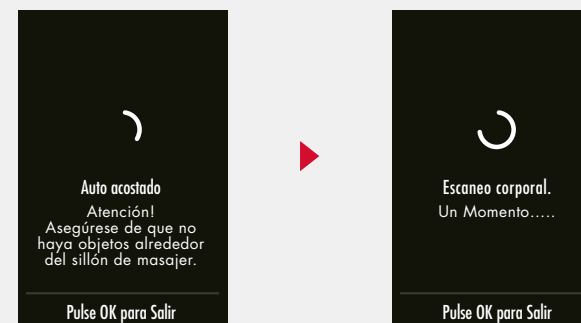 Auto acostado
Atención!
Asegúrese de que no
haya objetos alrededor
del sillón de masajer.
Pulse OK para Salir
Escaneo corporal.
Un Momento.....
Pulse OK para Salir